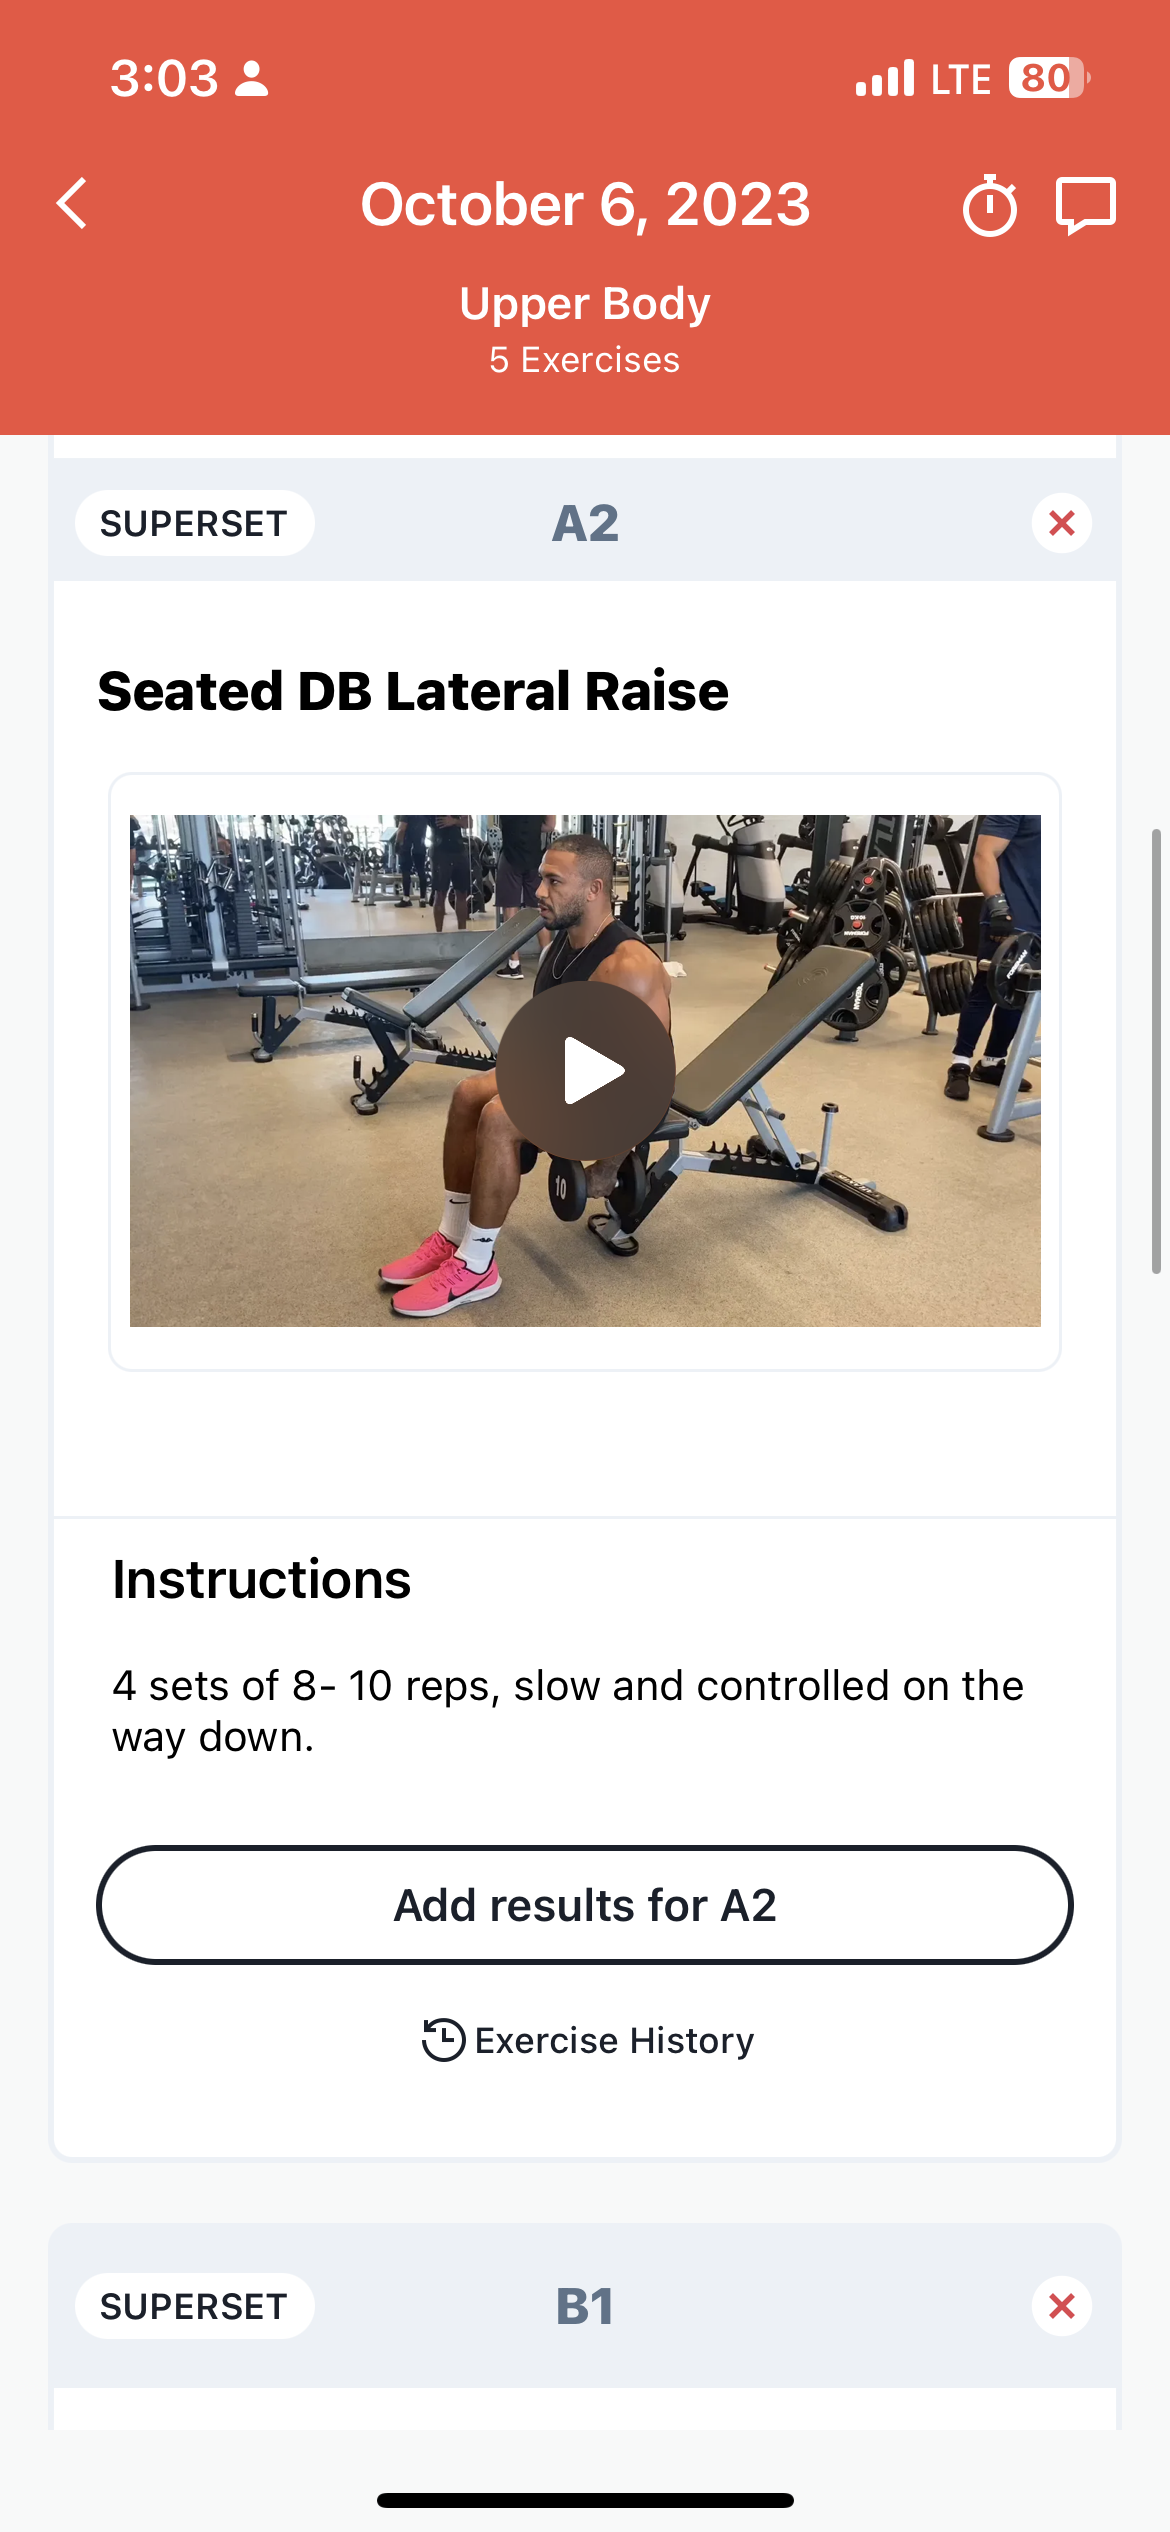 3:03
LTE 80
October 6, 2023
Upper Body
5 Exercises
SUPERSET A2
Seated DB Lateral Raise
10
Instructions
4 sets of 8- 10 reps, slow and controlled on the
way down.
Add results for A2
Exercise History
SUPERSET B1